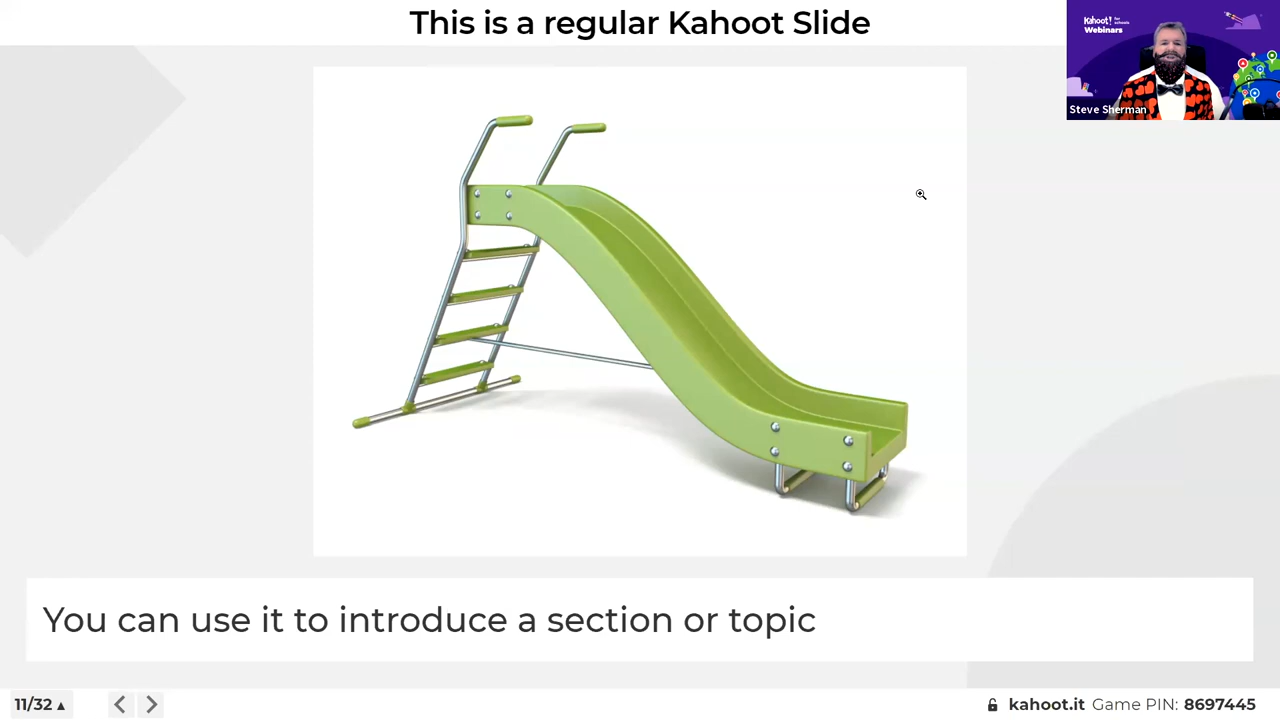 This is a regular Kahoot Slide
Kahoot! for schools
Webinars
Steve Sherman
You can use it to introduce a section or topic
11/32
kahoot.it Game PIN: 8697445